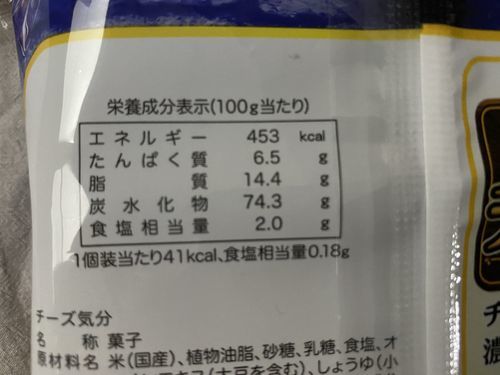 栄養成分表示(100g当たり)
エネルギー 453 kcal
たんぱく質 6.5 g
脂質 14.4 g
炭水化物 74.3 g
食塩相当量 2.0 g
1個装当たり41kcal、食塩相当量0.18g
チーズ気分
名称 菓子
原材料名 米(国産)、植物油脂、砂糖、乳糖、食塩、オ
(大豆を含む)、しょうゆ(小
チ
濃